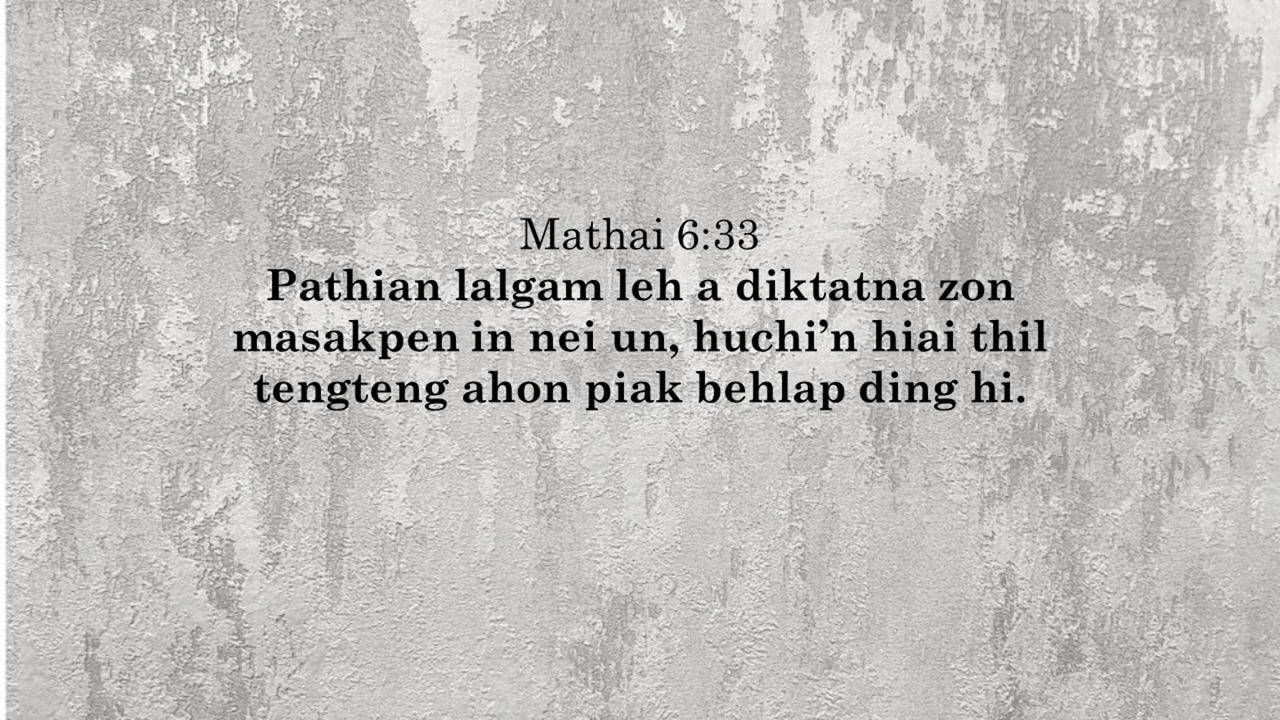 Mathai 6:33
Pathian lalgam leh a diktatna zon
masakpen in nei un, huchi’n hiai thil
tengteng ahon piak behlap ding hi.